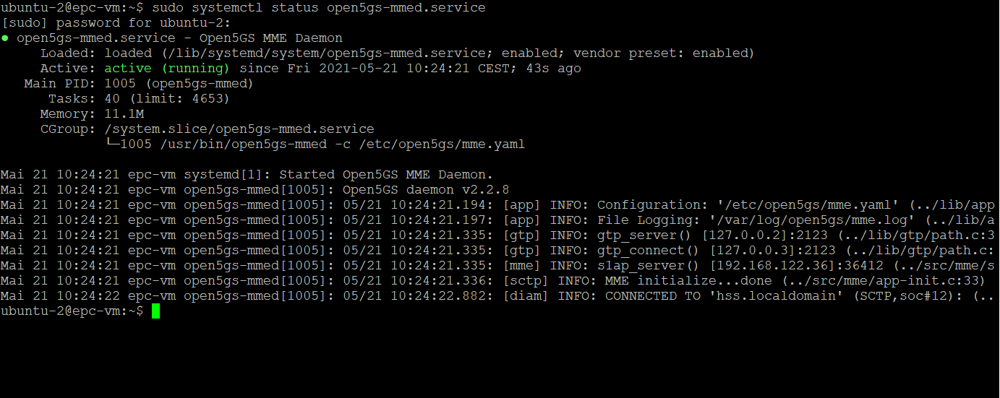 ubuntu-2@epc-vm:~$ sudo systemctl status open5gs-mmed.service
[sudo] password for ubuntu-2:
● open5gs-mmed.service - Open5GS MME Daemon
     Loaded: loaded (/lib/systemd/system/open5gs-mmed.service; enabled; vendor preset: enabled)
     Active: active (running) since Fri 2021-05-21 10:24:21 CEST; 43s ago
   Main PID: 1005 (open5gs-mmed)
      Tasks: 40 (limit: 4653)
     Memory: 11.1M
     CGroup: /system.slice/open5gs-mmed.service
             └─1005 /usr/bin/open5gs-mmed -c /etc/open5gs/mme.yaml

Mai 21 10:24:21 epc-vm systemd[1]: Started Open5GS MME Daemon.
Mai 21 10:24:21 epc-vm open5gs-mmed[1005]: Open5GS daemon v2.2.8
Mai 21 10:24:21 epc-vm open5gs-mmed[1005]: 05/21 10:24:21.194: [app] INFO: Configuration: '/etc/open5gs/mme.yaml' (../lib/app
Mai 21 10:24:21 epc-vm open5gs-mmed[1005]: 05/21 10:24:21.197: [app] INFO: File Logging: '/var/log/open5gs/mme.log' (../lib/a
Mai 21 10:24:21 epc-vm open5gs-mmed[1005]: 05/21 10:24:21.335: [gtp] INFO: gtp_server() [127.0.0.2]:2123 (../lib/gtp/path.c:3
Mai 21 10:24:21 epc-vm open5gs-mmed[1005]: 05/21 10:24:21.335: [gtp] INFO: gtp_connect() [127.0.0.3]:2123 (../lib/gtp/path.c:
Mai 21 10:24:21 epc-vm open5gs-mmed[1005]: 05/21 10:24:21.335: [mme] INFO: s1ap_server() [192.168.122.36]:36412 (../src/mme/s
Mai 21 10:24:21 epc-vm open5gs-mmed[1005]: 05/21 10:24:21.336: [sctp] INFO: MME initialize...done (../src/mme/app-init.c:33)
Mai 21 10:24:22 epc-vm open5gs-mmed[1005]: 05/21 10:24:22.882: [diam] INFO: CONNECTED TO 'hss.localdomain' (SCTP,soc#12): (..
ubuntu-2@epc-vm:~$